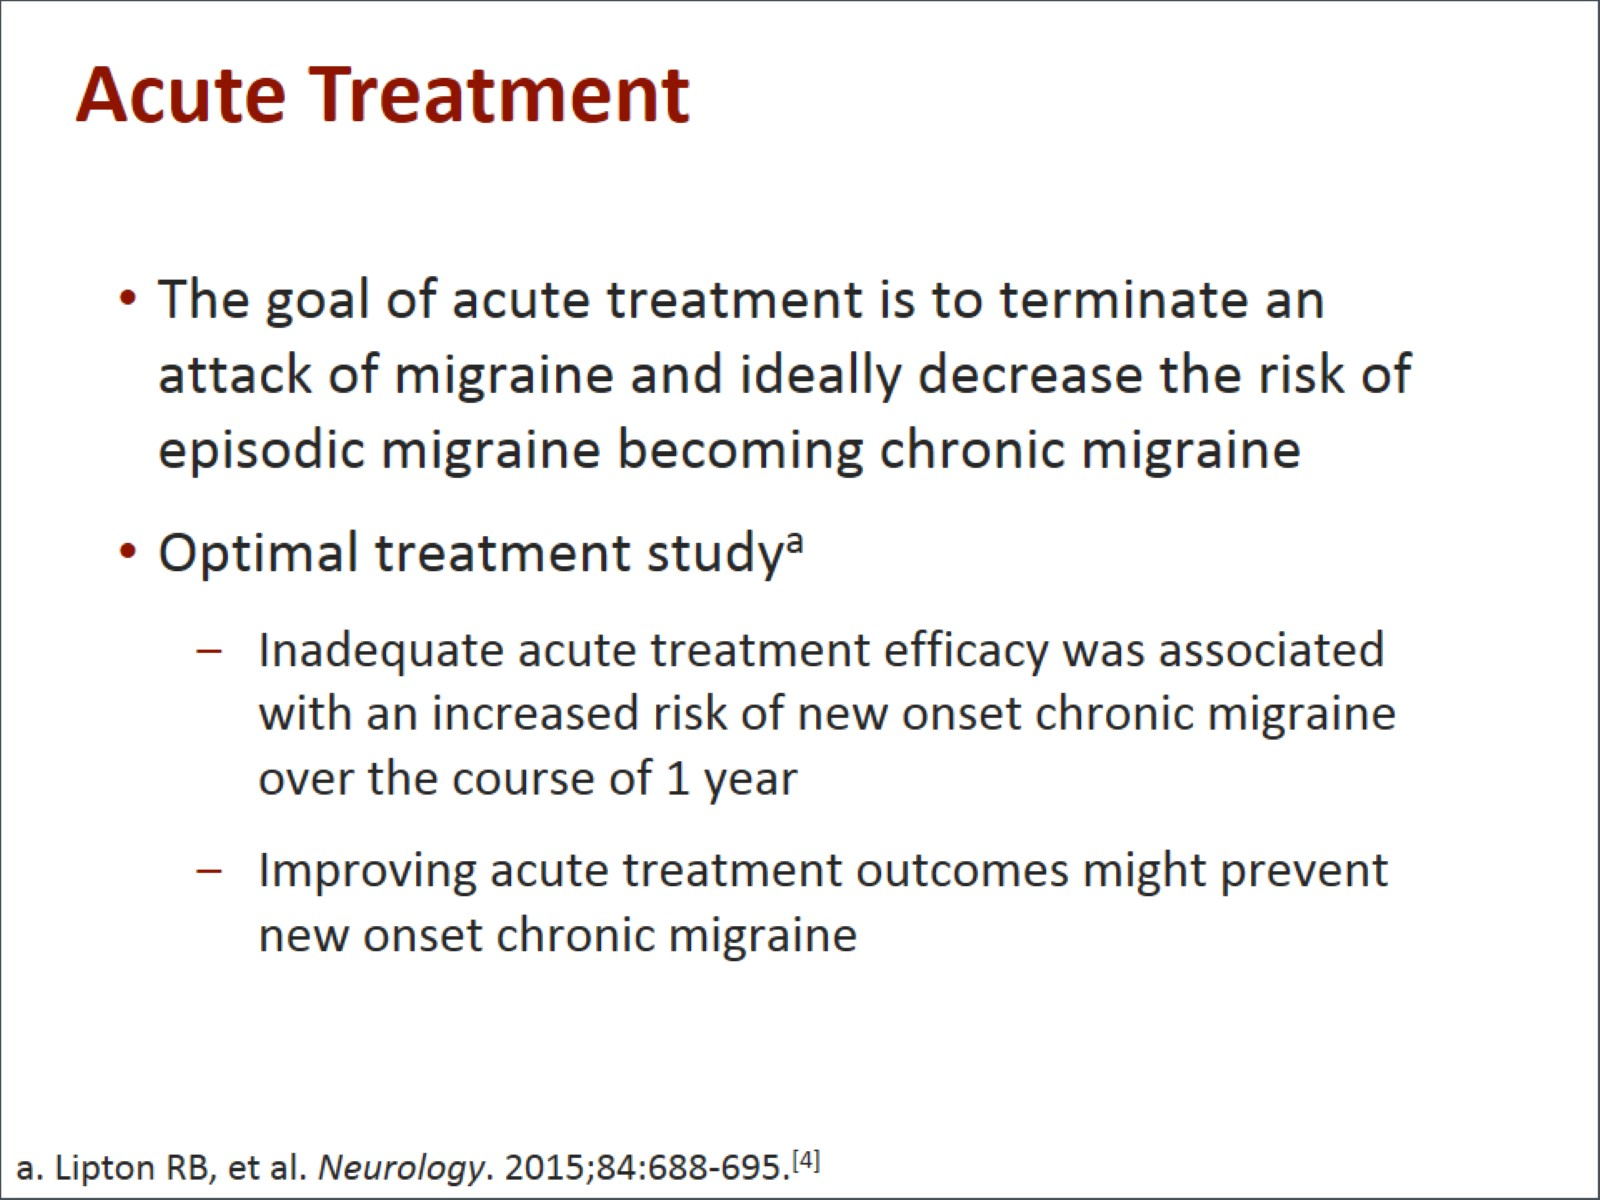 Acute Treatment
• The goal of acute treatment is to terminate an
attack of migraine and ideally decrease the risk of
episodic migraine becoming chronic migraine
• Optimal treatment studyᵃ
– Inadequate acute treatment efficacy was associated
with an increased risk of new onset chronic migraine
over the course of 1 year
– Improving acute treatment outcomes might prevent
new onset chronic migraine
a. Lipton RB, et al. Neurology. 2015;84:688-695.[4]